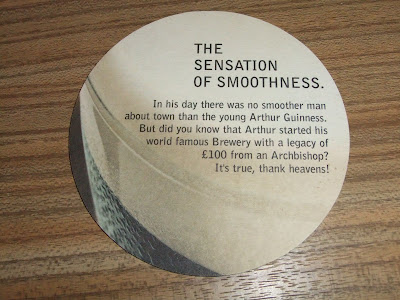 THE
SENSATION
OF SMOOTHNESS.
In his day there was no smoother man
about town than the young Arthur Guinness.
But did you know that Arthur started his
world famous Brewery with a legacy of
£100 from an Archbishop?
It's true, thank heavens!